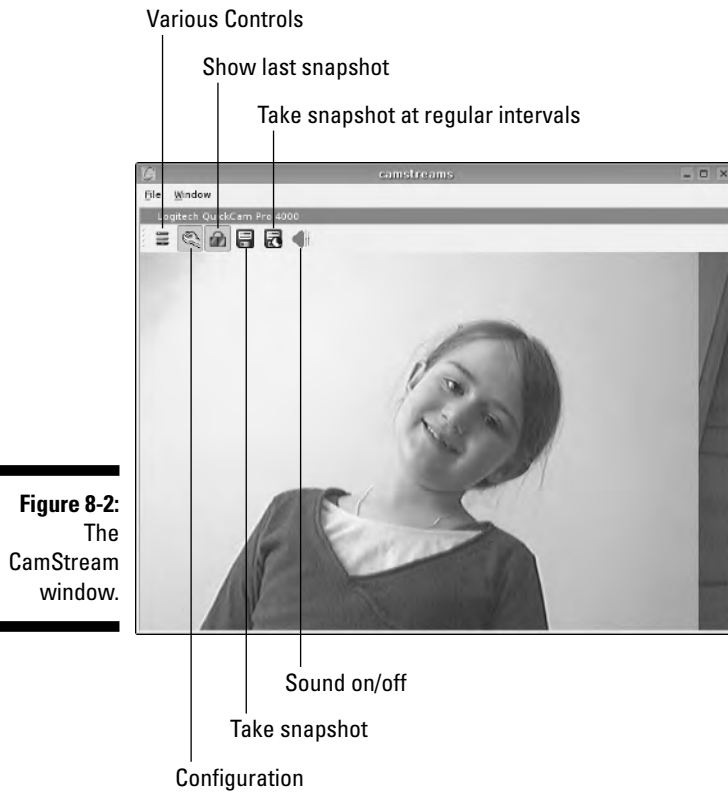 Various Controls
Show last snapshot
Take snapshot at regular intervals
camstreams
File Window
Logitech QuickCam Pro 4000
Figure 8-2:
The
CamStream
window.
Sound on/off
Take snapshot
Configuration